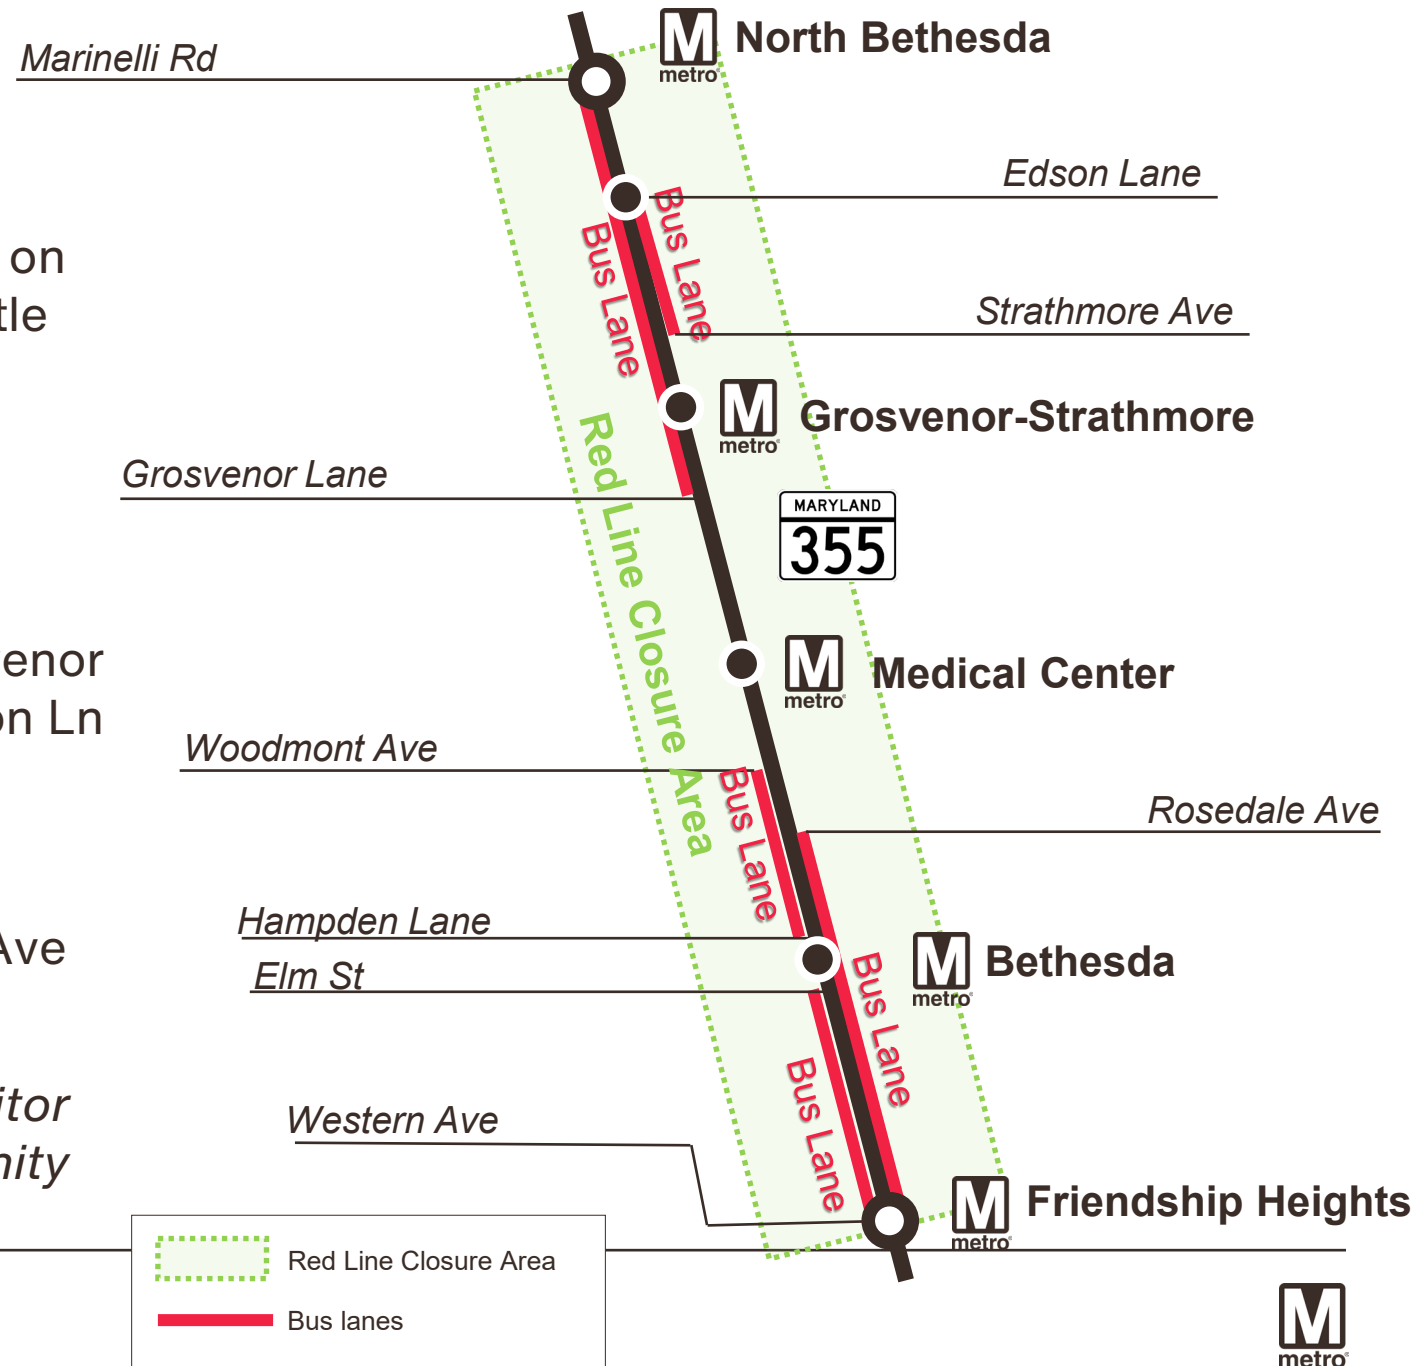 M
metro
North Bethesda
Marinelli Rd
Edson Lane
Bus Lane
Bus Lane
on
tle
Strathmore Ave
M
metro
Grosvenor-Strathmore
Grosvenor Lane
MARYLAND
355
Red Line Closure Area
enor
on Ln
M
metro
Medical Center
Woodmont Ave
Bus Lane
Rosedale Ave
Hampden Lane
Ave
Elm St
M
metro
Bethesda
Bus Lane
Bus Lane
itor
nity
Western Ave
M
metro
Friendship Heights
Red Line Closure Area
Bus lanes
M
metro